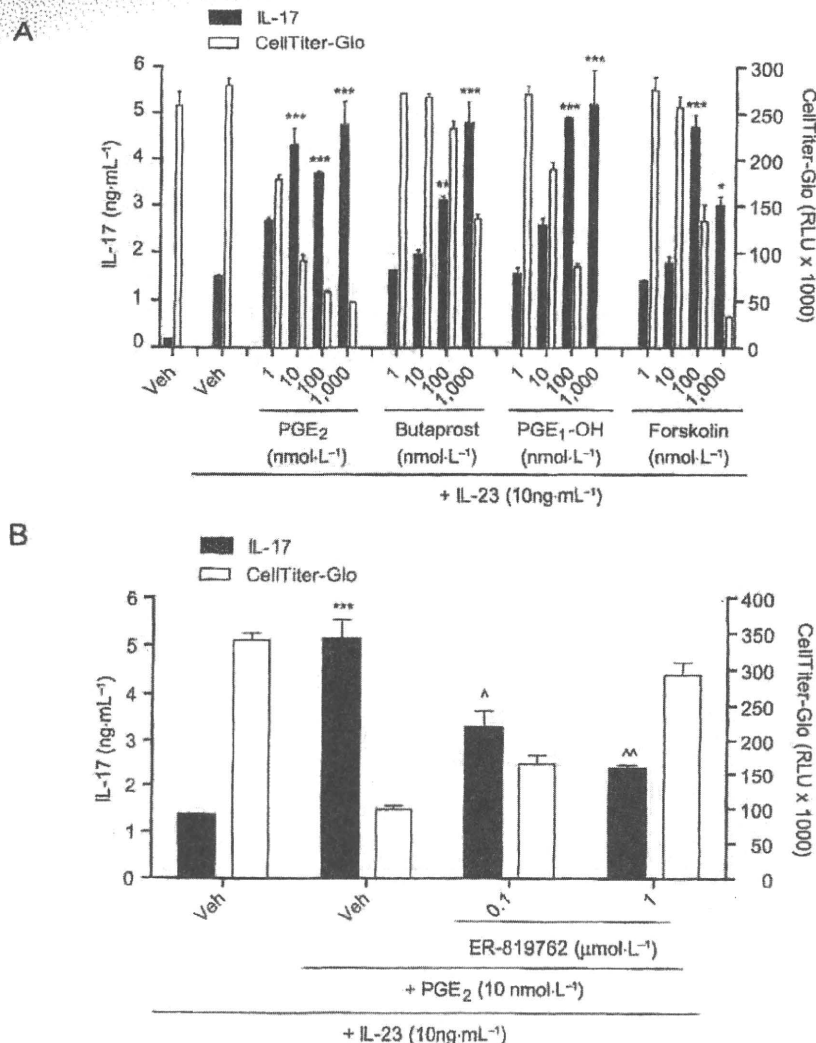 A
IL-17
CellTiter-Glo
6
5
4
3
2
1
0
IL-17 (ng·mL⁻¹)
300
250
200
150
100
50
0
CellTiter-Glo (RLU x 1000)
*** *** *** ** *** *** *** *** *
Veh Veh 1 10 100 1,000 1 10 100 1,000 1 10 100 1,000 1 10 100 1,000
PGE₂ Butaprost PGE₁-OH Forskolin
(nmol·L⁻¹) (nmol·L⁻¹) (nmol·L⁻¹) (nmol·L⁻¹)
+ IL-23 (10ng·mL⁻¹)
B
IL-17
CellTiter-Glo
6
5
4
3
2
1
0
IL-17 (ng·mL⁻¹)
400
350
300
250
200
150
100
50
0
CellTiter-Glo (RLU x 1000)
*** ^ ^^
Veh Veh 0.1 1
ER-819762 (µmol·L⁻¹)
+ PGE₂ (10 nmol·L⁻¹)
+ IL-23 (10ng·mL⁻¹)